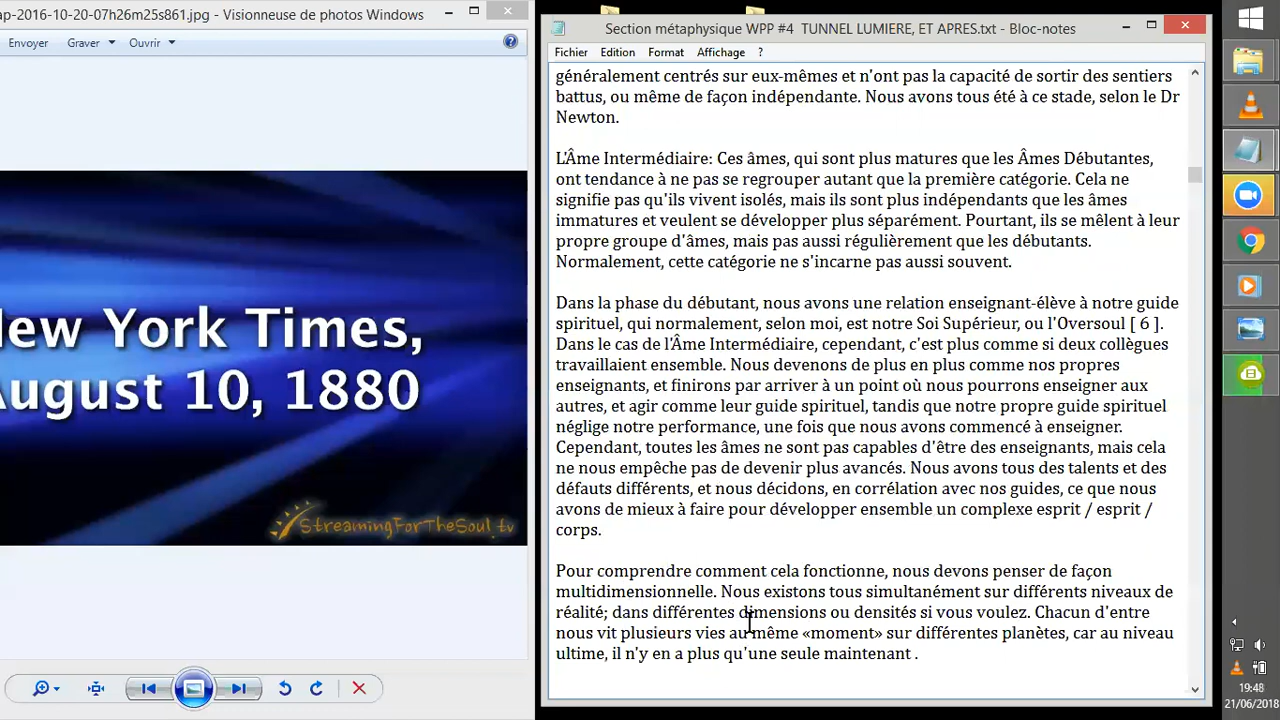 ap-2016-10-20-07h26m25s861.jpg - Visionneuse de photos Windows
Envoyer Graver Ouvrir
New York Times,
August 10, 1880
StreamingForTheSoul.tv
Section métaphysique WPP #4 TUNNEL LUMIERE, ET APRES.txt - Bloc-notes
Fichier Edition Format Affichage ?
généralement centrés sur eux-mêmes et n'ont pas la capacité de sortir des sentiers
battus, ou même de façon indépendante. Nous avons tous été à ce stade, selon le Dr
Newton.
L'Âme Intermédiaire: Ces âmes, qui sont plus matures que les Âmes Débutantes,
ont tendance à ne pas se regrouper autant que la première catégorie. Cela ne
signifie pas qu'ils vivent isolés, mais ils sont plus indépendants que les âmes
immatures et veulent se développer plus séparément. Pourtant, ils se mêlent à leur
propre groupe d'âmes, mais pas aussi régulièrement que les débutants.
Normalement, cette catégorie ne s'incarne pas aussi souvent.
Dans la phase du débutant, nous avons une relation enseignant-élève à notre guide
spirituel, qui normalement, selon moi, est notre Soi Supérieur, ou l'Oversoul [ 6 ].
Dans le cas de l'Âme Intermédiaire, cependant, c'est plus comme si deux collègues
travaillaient ensemble. Nous devenons de plus en plus comme nos propres
enseignants, et finirons par arriver à un point où nous pourrons enseigner aux
autres, et agir comme leur guide spirituel, tandis que notre propre guide spirituel
néglige notre performance, une fois que nous avons commencé à enseigner.
Cependant, toutes les âmes ne sont pas capables d'être des enseignants, mais cela
ne nous empêche pas de devenir plus avancés. Nous avons tous des talents et des
défauts différents, et nous décidons, en corrélation avec nos guides, ce que nous
avons de mieux à faire pour développer ensemble un complexe esprit / esprit /
corps.
Pour comprendre comment cela fonctionne, nous devons penser de façon
multidimensionnelle. Nous existons tous simultanément sur différents niveaux de
réalité; dans différentes dimensions ou densités si vous voulez. Chacun d'entre
nous vit plusieurs vies au même «moment» sur différentes planètes, car au niveau
ultime, il n'y en a plus qu'une seule maintenant .
19:48
21/06/2018